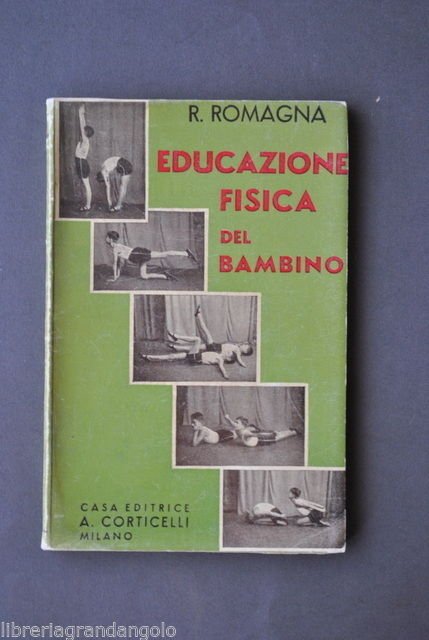 R. ROMAGNA
EDUCAZIONE
FISICA
DEL
BAMBINO
CASA EDITRICE
A. CORTICELLI
MILANO
libreriagrandangolo